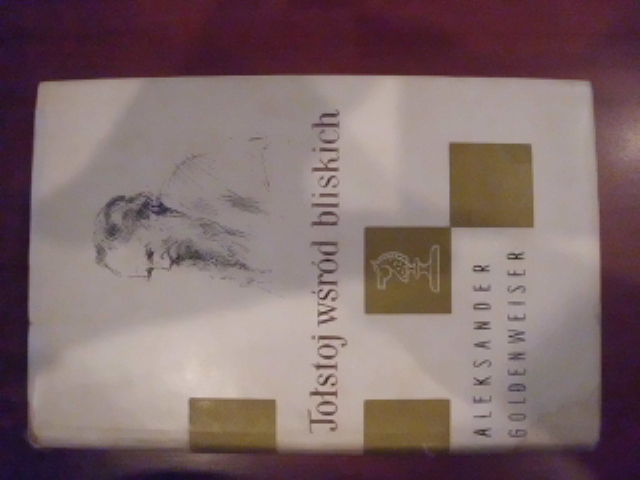 Tołstoj wśród bliskich
ALEKSANDER
GOLDENWEISER